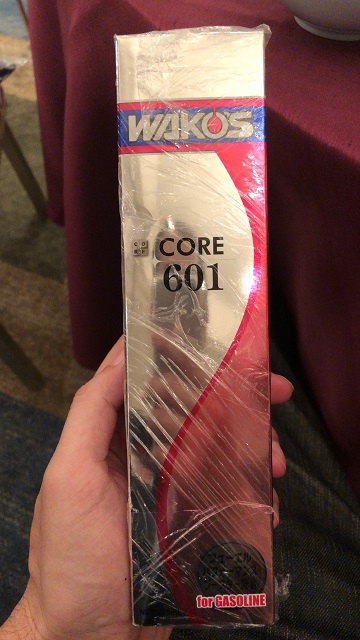 WAKO'S
CORE
601
for GASOLINE